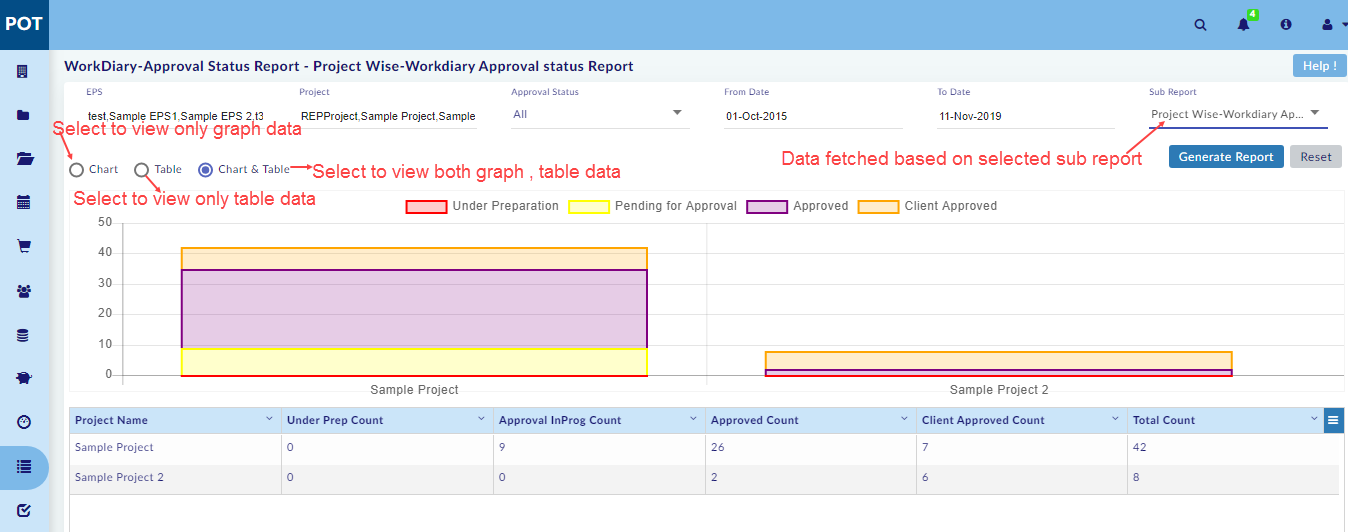 POT
4
WorkDiary-Approval Status Report - Project Wise-Workdiary Approval status Report
Help !
EPS
Project
Approval Status
From Date
To Date
Sub Report
test,Sample EPS1,Sample EPS 2,t3
REPProject,Sample Project,Sample
All
01-Oct-2015
11-Nov-2019
Project Wise-Workdiary Ap...
Select to view only graph data
Data fetched based on selected sub report
Generate Report
Reset
Chart
Table
Chart & Table
Select to view both graph , table data
Select to view only table data
Under Preparation
Pending for Approval
Approved
Client Approved
50
40
30
20
10
0
Sample Project
Sample Project 2
Project Name
Under Prep Count
Approval InProg Count
Approved Count
Client Approved Count
Total Count
Sample Project
0
9
26
7
42
Sample Project 2
0
0
2
6
8